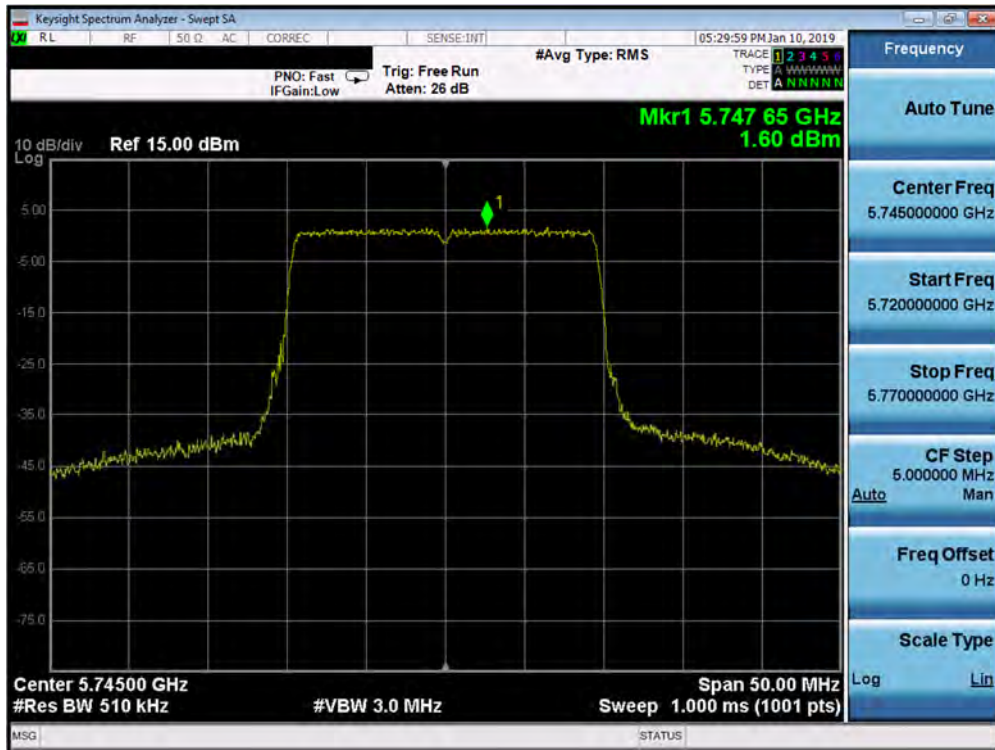 Keysight Spectrum Analyzer - Swept SA
RL RF 50 Ω AC CORREC SENSE:INT 05:29:59 PM Jan 10, 2019
#Avg Type: RMS
TRACE 1 2 3 4 5 6
PNO: Fast Trig: Free Run
TYPE A WWWWW
IFGain:Low Atten: 26 dB
DET A N N N N N
Mkr1 5.747 65 GHz
1.60 dBm
10 dB/div Ref 15.00 dBm
Log
1
5.00
-5.00
-15.0
-25.0
-35.0
-45.0
-55.0
-65.0
-75.0
Center 5.74500 GHz Span 50.00 MHz
#Res BW 510 kHz #VBW 3.0 MHz Sweep 1.000 ms (1001 pts)
MSG STATUS
Frequency
Auto Tune
Center Freq
5.745000000 GHz
Start Freq
5.720000000 GHz
Stop Freq
5.770000000 GHz
CF Step
5.000000 MHz
Auto Man
Freq Offset
0 Hz
Scale Type
Log Lin